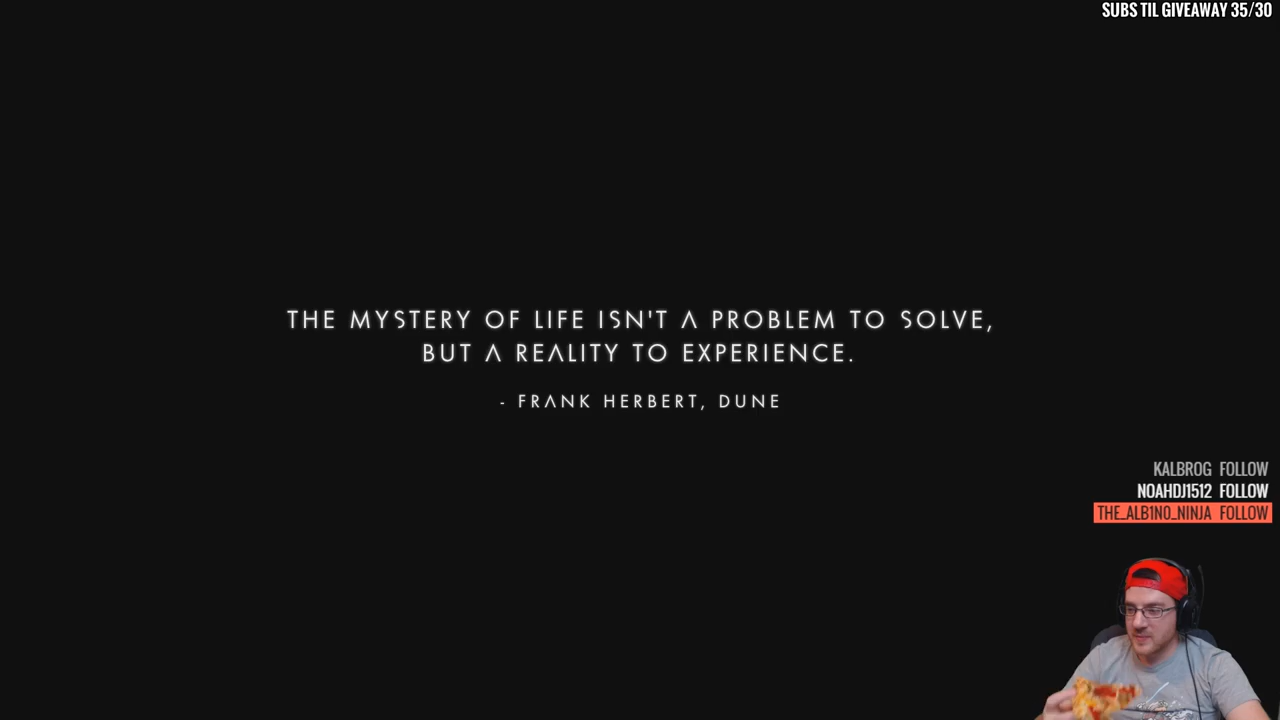 SUBS TIL GIVEAWAY 35/30
THE MYSTERY OF LIFE ISN'T A PROBLEM TO SOLVE,
BUT A REALITY TO EXPERIENCE.
- FRANK HERBERT, DUNE
KALBROG FOLLOW
NOAHDJ1512 FOLLOW
THE_ALB1NO_NINJA FOLLOW